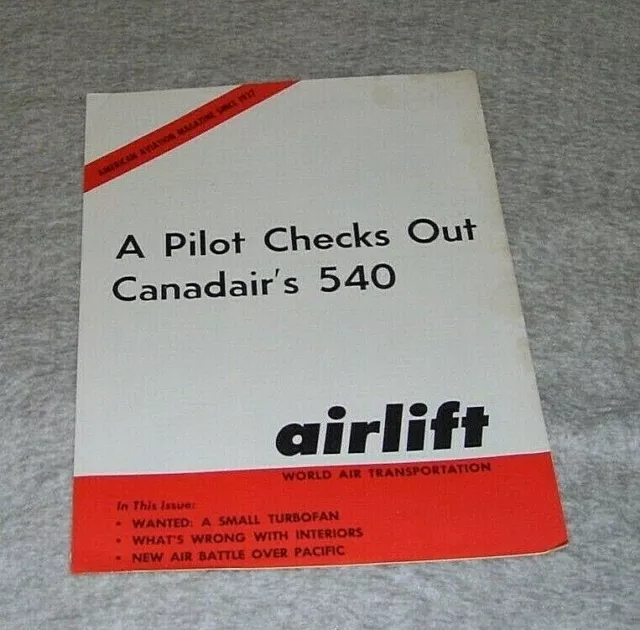 AMERICAN AVIATION MAGAZINE SINCE 1937
A Pilot Checks Out
Canadair's 540
airlift
WORLD AIR TRANSPORTATION
In This Issue:
• WANTED: A SMALL TURBOFAN
• WHAT'S WRONG WITH INTERIORS
• NEW AIR BATTLE OVER PACIFIC